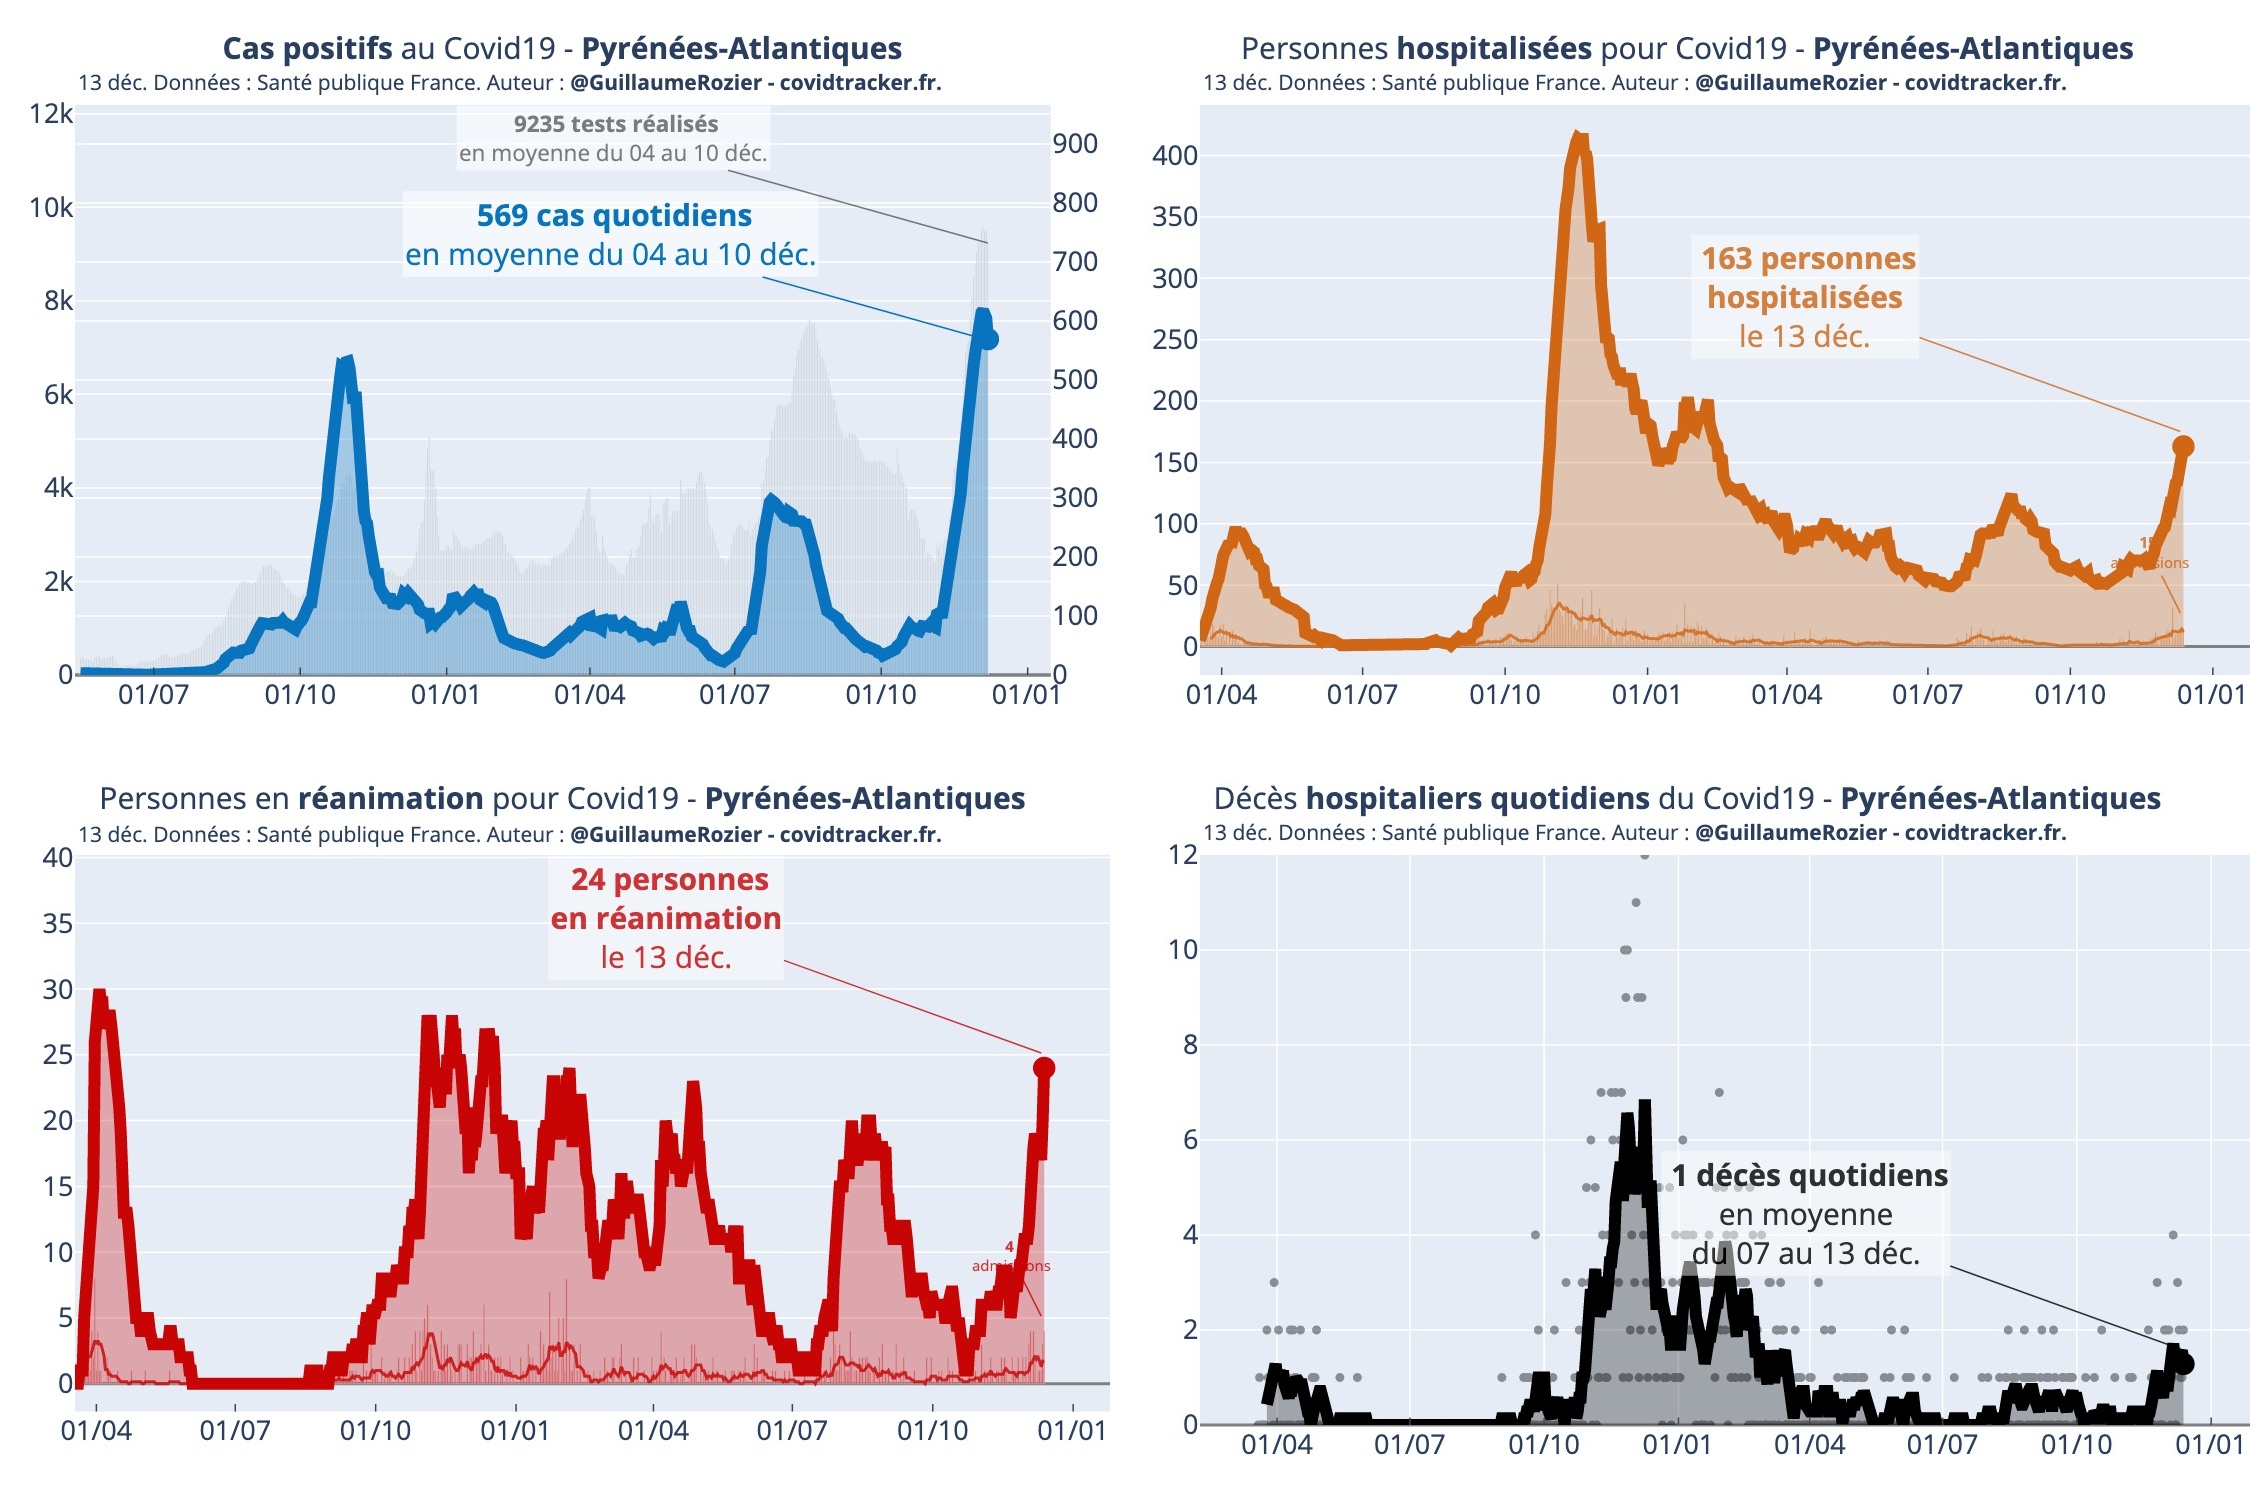 Cas positifs au Covid19 - Pyrénées-Atlantiques
13 déc. Données : Santé publique France. Auteur : @GuillaumeRozier - covidtracker.fr.
9235 tests réalisés
en moyenne du 04 au 10 déc.
569 cas quotidiens
en moyenne du 04 au 10 déc.
12k
10k
8k
6k
4k
2k
0
900
800
700
600
500
400
300
200
100
0
01/07 01/10 01/01 01/04 01/07 01/10 01/01
Personnes hospitalisées pour Covid19 - Pyrénées-Atlantiques
13 déc. Données : Santé publique France. Auteur : @GuillaumeRozier - covidtracker.fr.
163 personnes
hospitalisées
le 13 déc.
400
350
300
250
200
150
100
50
0
01/04 01/07 01/10 01/01 01/04 01/07 01/10 01/01
Personnes en réanimation pour Covid19 - Pyrénées-Atlantiques
13 déc. Données : Santé publique France. Auteur : @GuillaumeRozier - covidtracker.fr.
24 personnes
en réanimation
le 13 déc.
4
admissions
40
35
30
25
20
15
10
5
0
01/04 01/07 01/10 01/01 01/04 01/07 01/10 01/01
Décès hospitaliers quotidiens du Covid19 - Pyrénées-Atlantiques
13 déc. Données : Santé publique France. Auteur : @GuillaumeRozier - covidtracker.fr.
1 décès quotidiens
en moyenne
du 07 au 13 déc.
12
10
8
6
4
2
0
01/04 01/07 01/10 01/01 01/04 01/07 01/10 01/01